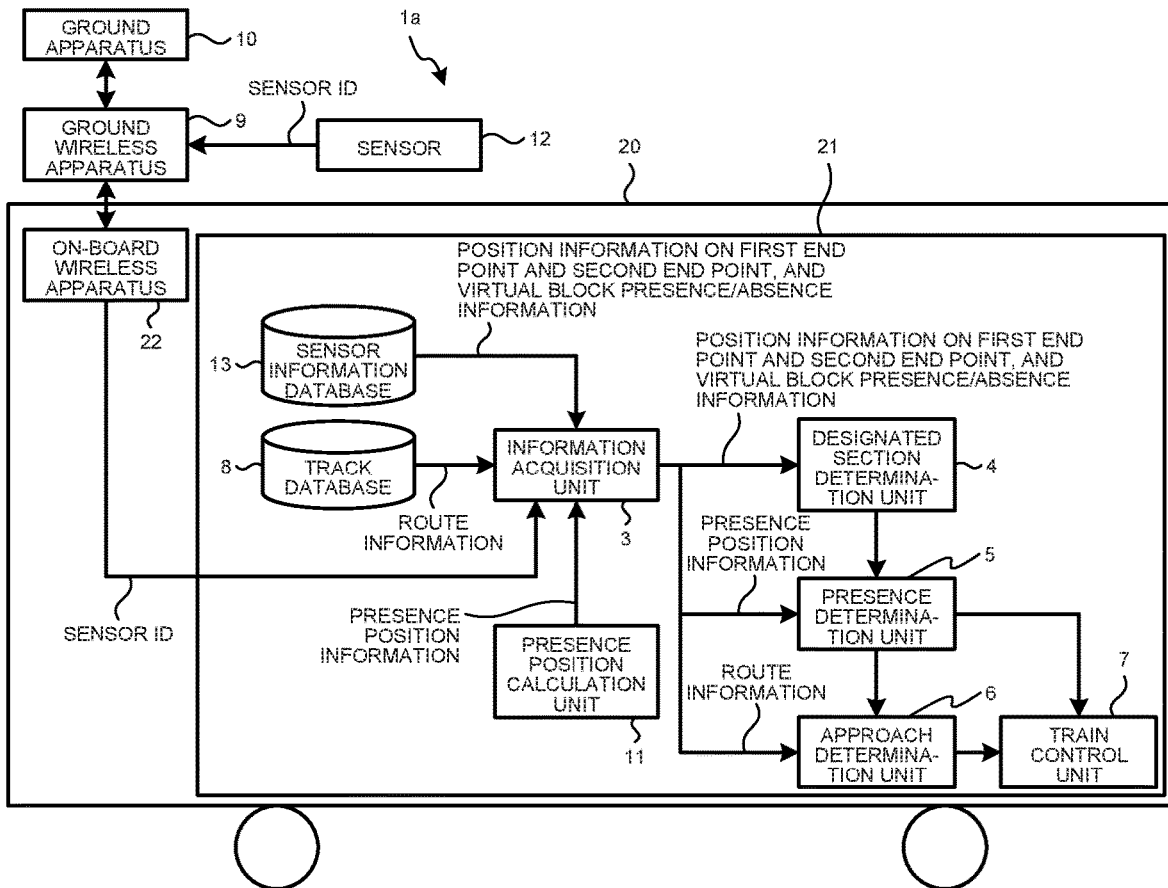 GROUND
APPARATUS
10
1a
SENSOR ID
GROUND
WIRELESS
APPARATUS
9
SENSOR
12
20
21
ON-BOARD
WIRELESS
APPARATUS
22
POSITION INFORMATION ON FIRST END
POINT AND SECOND END POINT, AND
VIRTUAL BLOCK PRESENCE/ABSENCE
INFORMATION
13
SENSOR
INFORMATION
DATABASE
POSITION INFORMATION ON FIRST END
POINT AND SECOND END POINT, AND
VIRTUAL BLOCK PRESENCE/ABSENCE
INFORMATION
8
TRACK
DATABASE
INFORMATION
ACQUISITION
UNIT
3
DESIGNATED
SECTION
DETERMINA-
TION UNIT
4
ROUTE
INFORMATION
PRESENCE
POSITION
INFORMATION
5
SENSOR ID
PRESENCE
POSITION
INFORMATION
PRESENCE
DETERMINA-
TION UNIT
PRESENCE
POSITION
CALCULATION
UNIT
11
ROUTE
INFORMATION
6
7
APPROACH
DETERMINA-
TION UNIT
TRAIN
CONTROL
UNIT